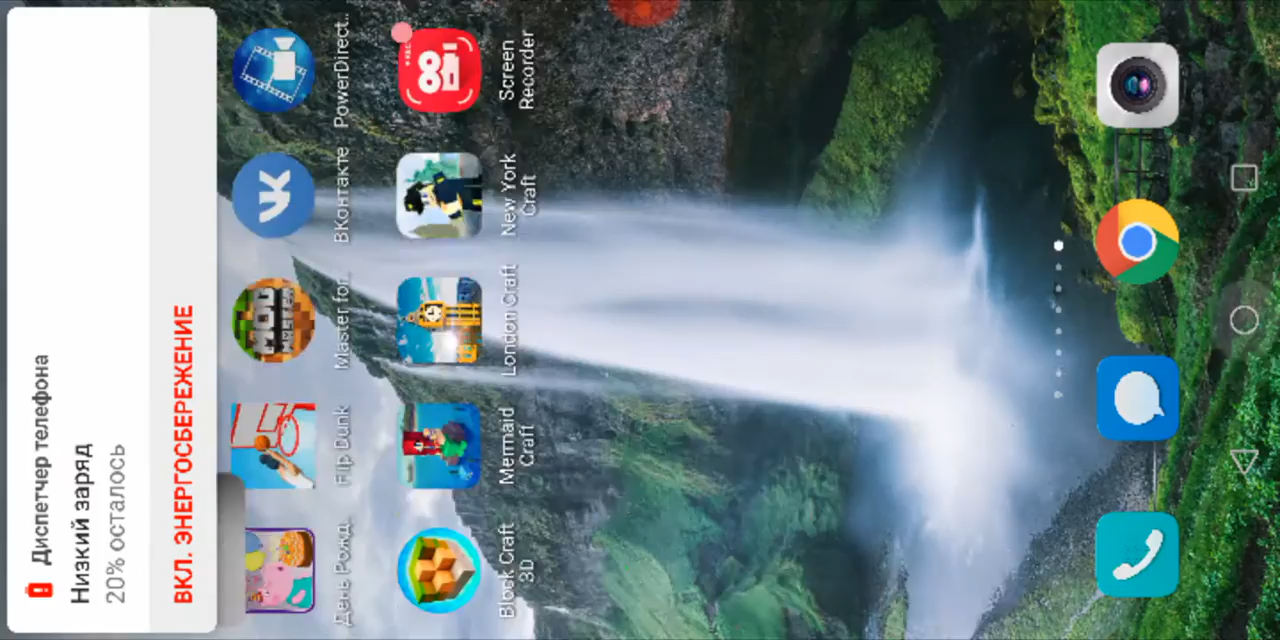 Диспетчер телефона
Низкий заряд
20% осталось
ВКЛ. ЭНЕРГОСБЕРЕЖЕНИЕ
День Рожд..
Flip Dunk
Master for..
ВКонтакте
PowerDirect..
Block Craft
3D
Mermaid
Craft
London Craft
New York
Craft
Screen
Recorder